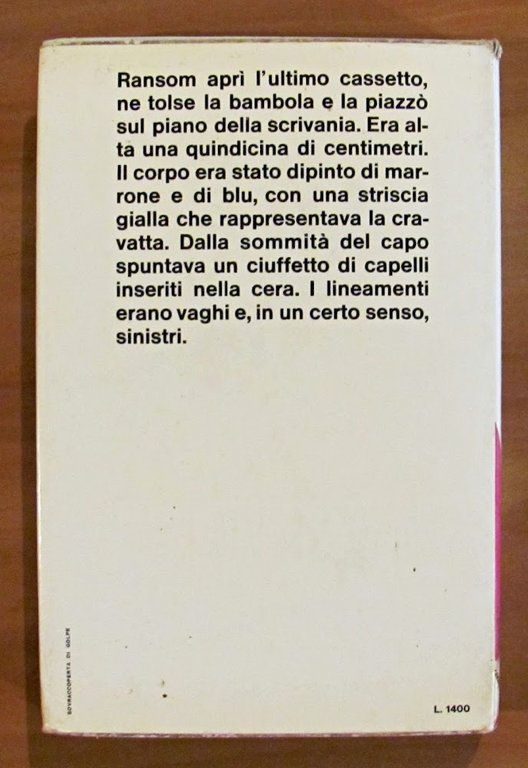 Ransom aprì l'ultimo cassetto,
ne tolse la bambola e la piazzò
sul piano della scrivania. Era al-
ta una quindicina di centimetri.
Il corpo era stato dipinto di mar-
rone e di blu, con una striscia
gialla che rappresentava la cra-
vatta. Dalla sommità del capo
spuntava un ciuffetto di capelli
inseriti nella cera. I lineamenti
erano vaghi e, in un certo senso,
sinistri.
SOVRACCOPERTA DI GOLPE
L. 1400